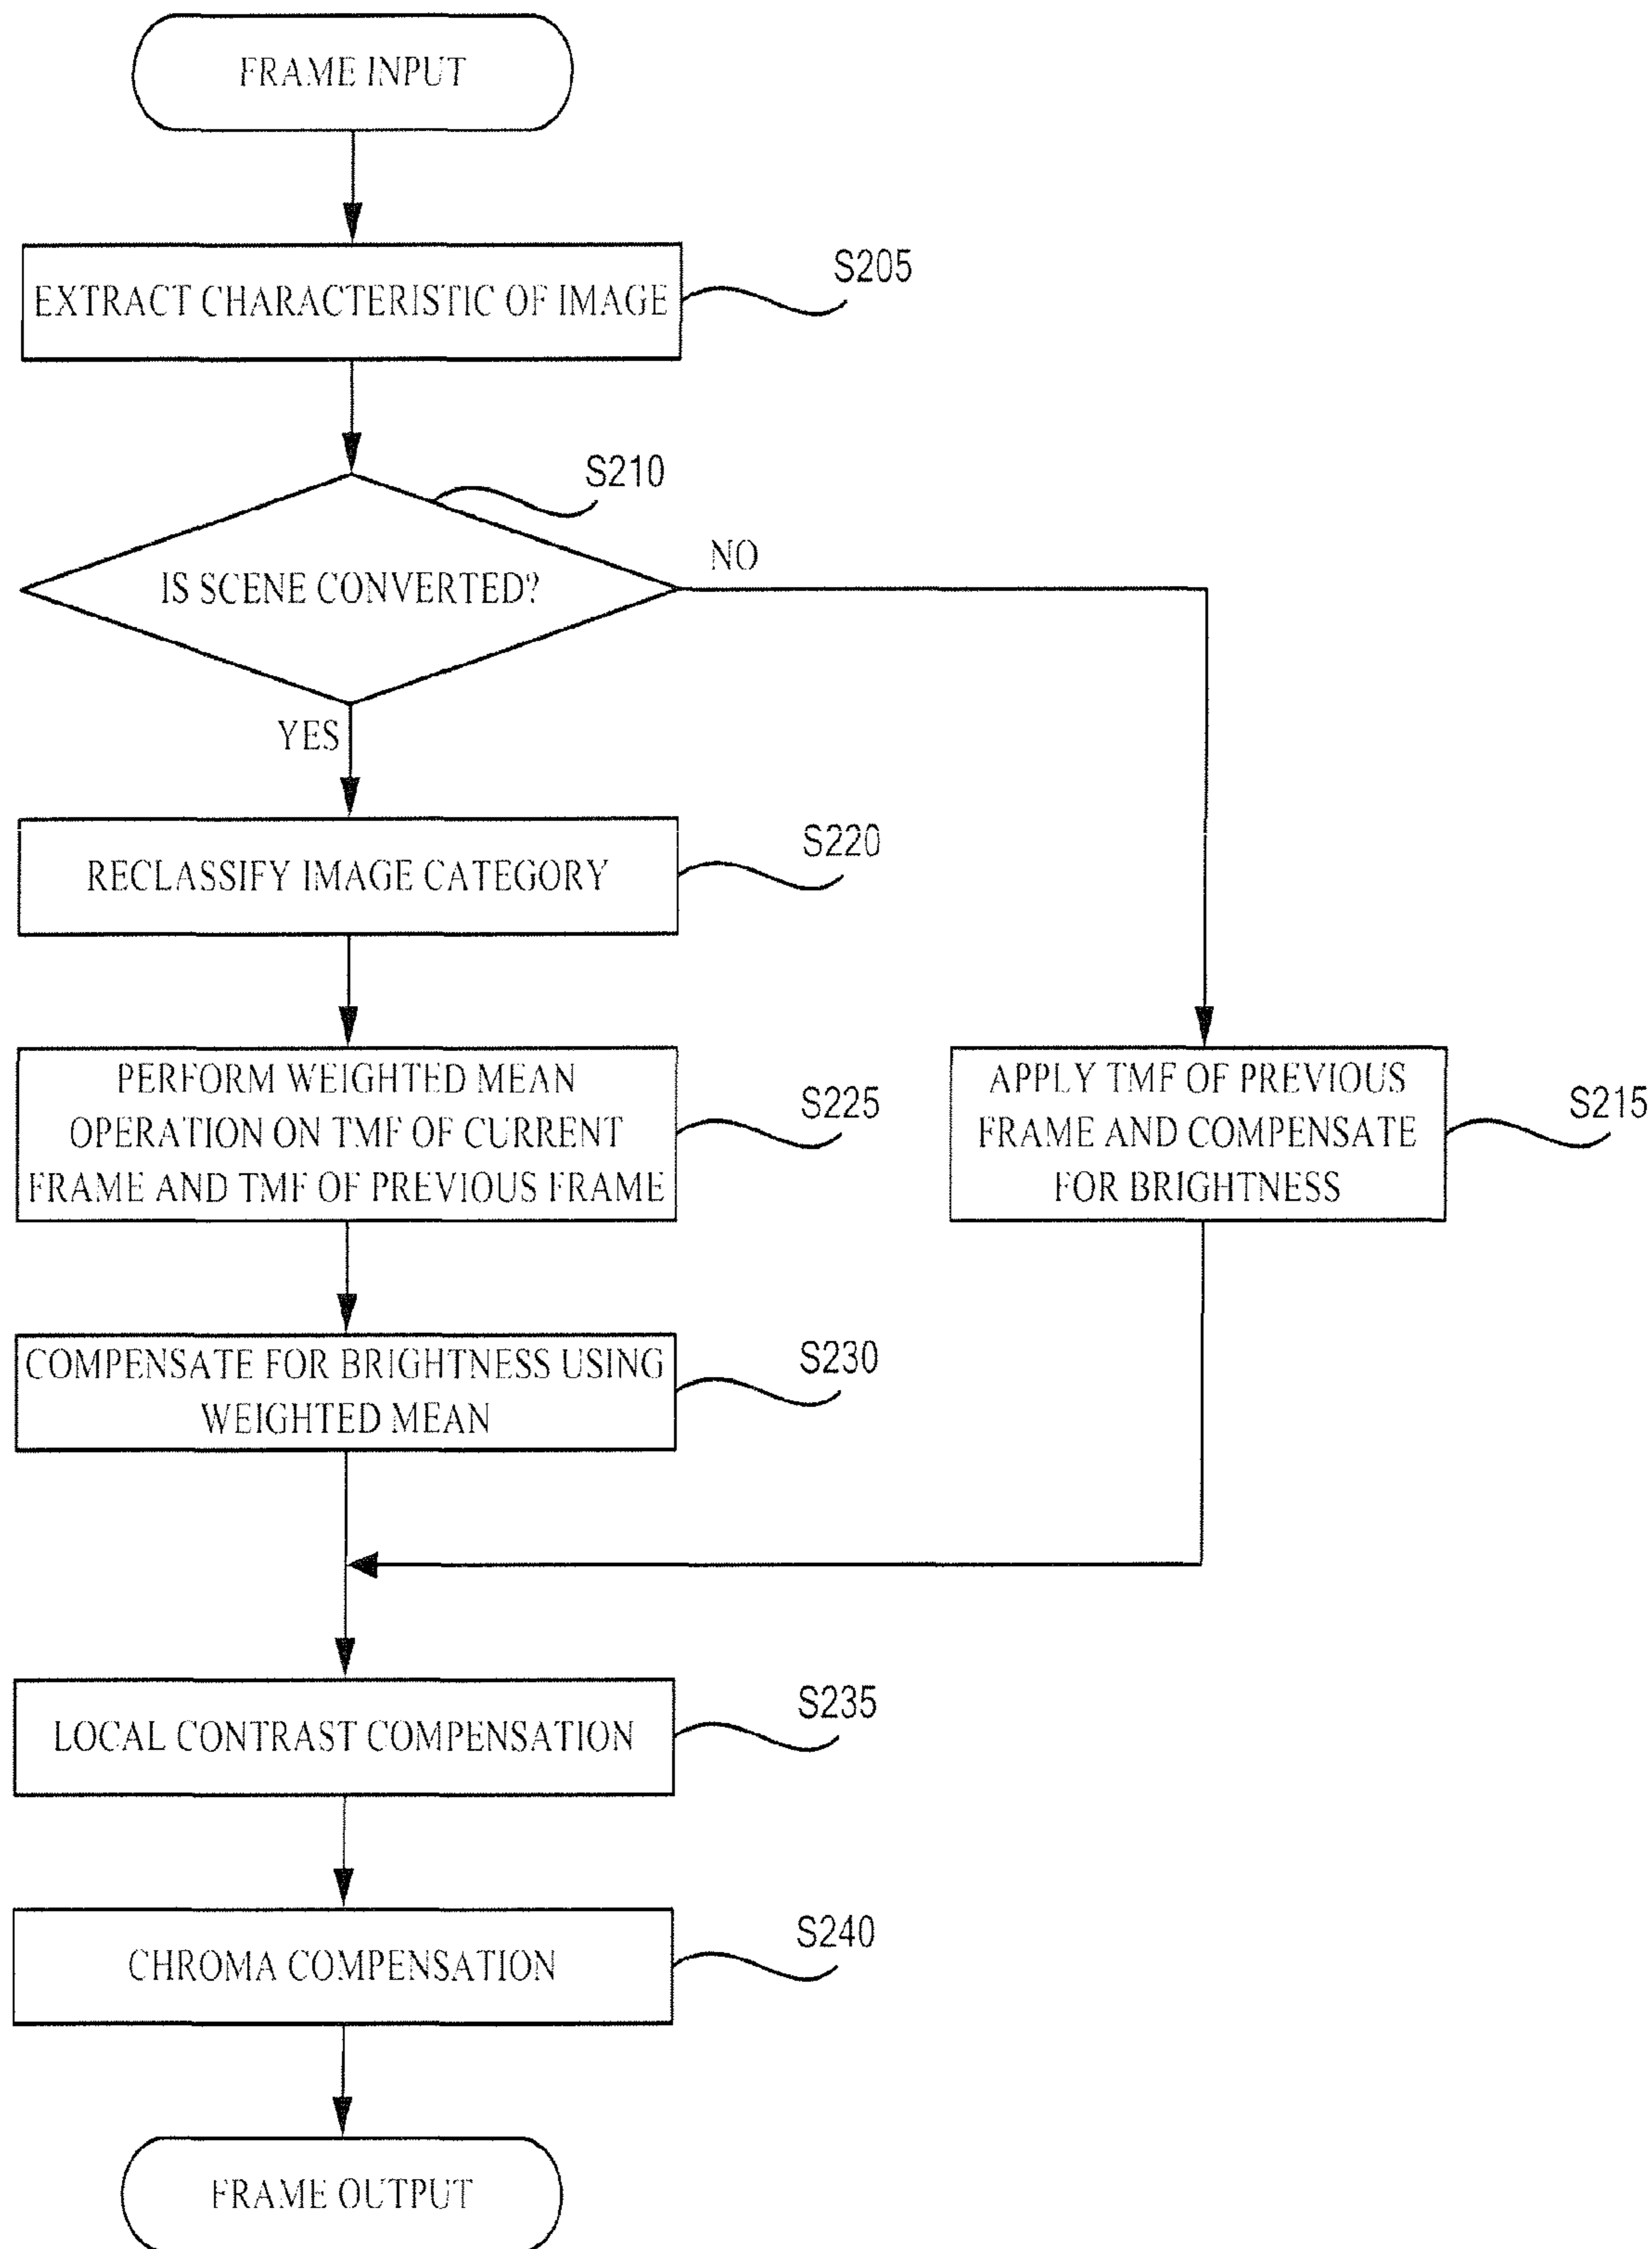 FRAME INPUT
EXTRACT CHARACTERISTIC OF IMAGE
S205
S210
IS SCENE CONVERTED?
NO
YES
RECLASSIFY IMAGE CATEGORY
S220
PERFORM WEIGHTED MEAN
OPERATION ON TMF OF CURRENT
FRAME AND TMF OF PREVIOUS FRAME
S225
APPLY TMF OF PREVIOUS
FRAME AND COMPENSATE
FOR BRIGHTNESS
S215
COMPENSATE FOR BRIGHTNESS USING
WEIGHTED MEAN
S230
LOCAL CONTRAST COMPENSATION
S235
CHROMA COMPENSATION
S240
FRAME OUTPUT